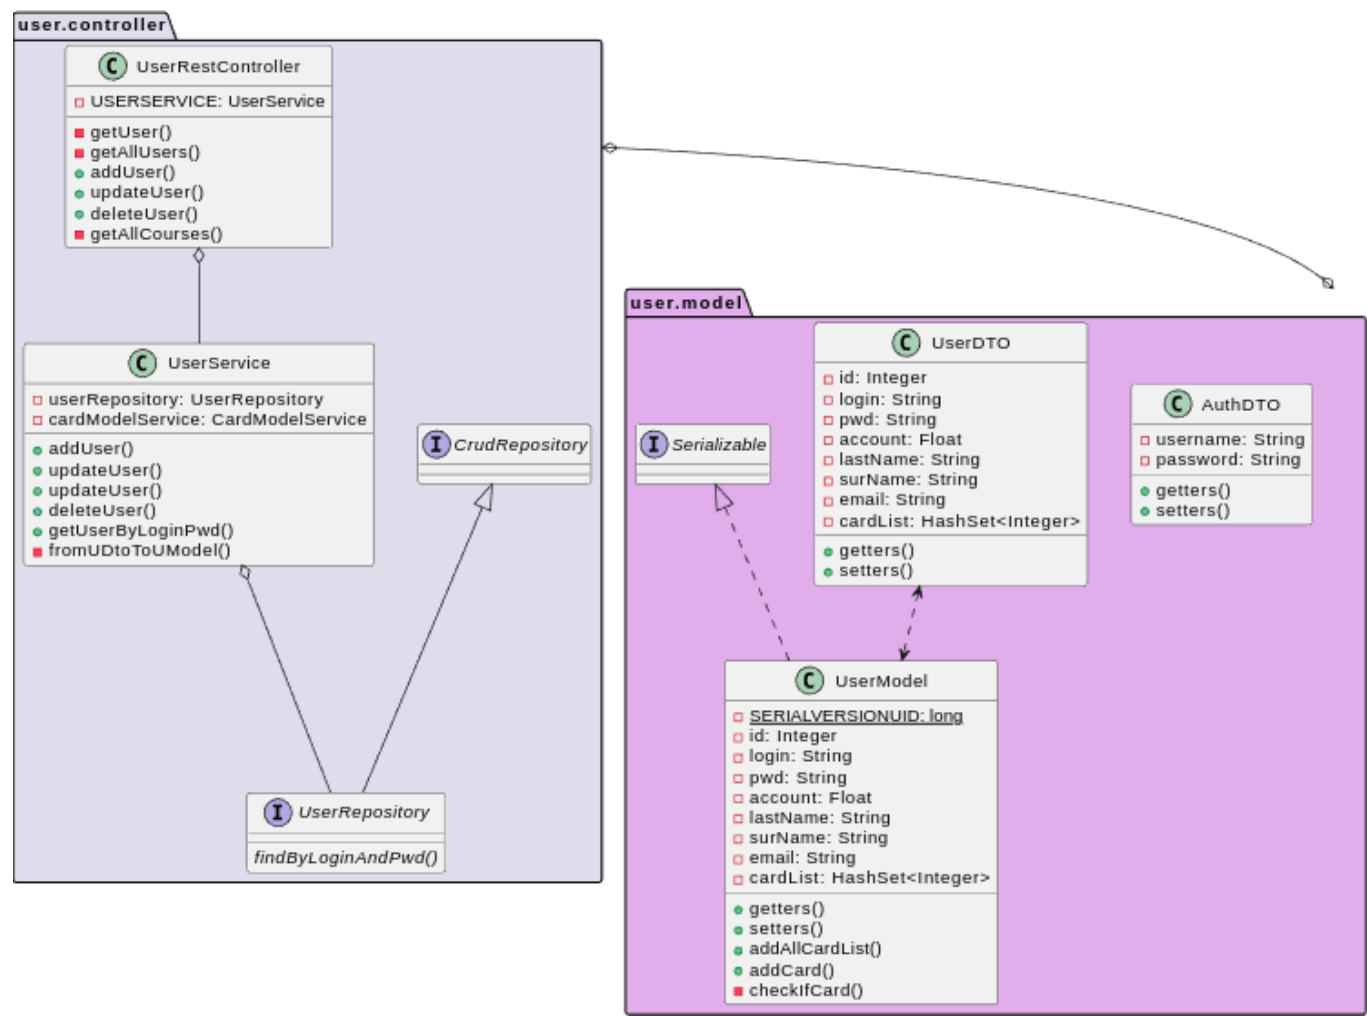 user.controller
C UserRestController
USERSERVICE: UserService
getUser()
getAllUsers()
addUser()
updateUser()
deleteUser()
getAllCourses()
C UserService
userRepository: UserRepository
cardModelService: CardModelService
addUser()
updateUser()
updateUser()
deleteUser()
getUserByLoginPwd()
fromUDtoToUModel()
I CrudRepository
I UserRepository
findByLoginAndPwd()
user.model
C UserDTO
id: Integer
login: String
pwd: String
account: Float
lastName: String
surName: String
email: String
cardList: HashSet<Integer>
getters()
setters()
C AuthDTO
username: String
password: String
getters()
setters()
I Serializable
C UserModel
SERIALVERSIONUID: long
id: Integer
login: String
pwd: String
account: Float
lastName: String
surName: String
email: String
cardList: HashSet<Integer>
getters()
setters()
addAllCardList()
addCard()
checkIfCard()